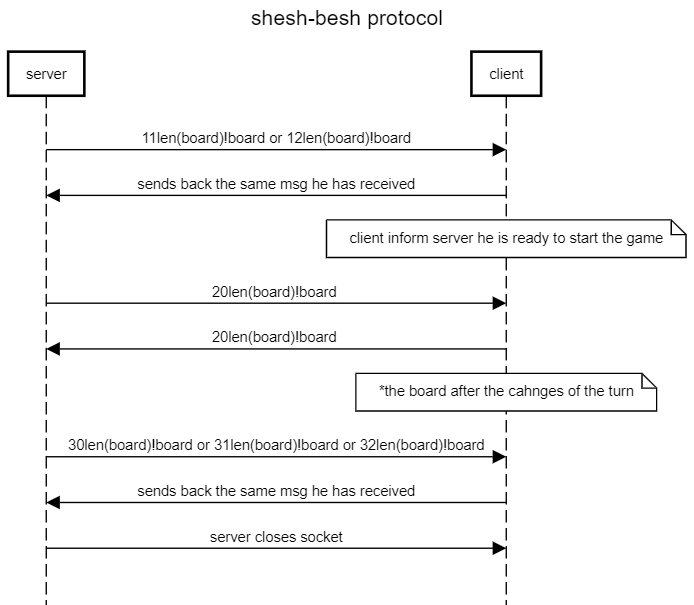 shesh-besh protocol
server
client
11len(board)!board or 12len(board)!board
sends back the same msg he has received
client inform server he is ready to start the game
20len(board)!board
20len(board)!board
*the board after the cahnges of the turn
30len(board)!board or 31len(board)!board or 32len(board)!board
sends back the same msg he has received
server closes socket